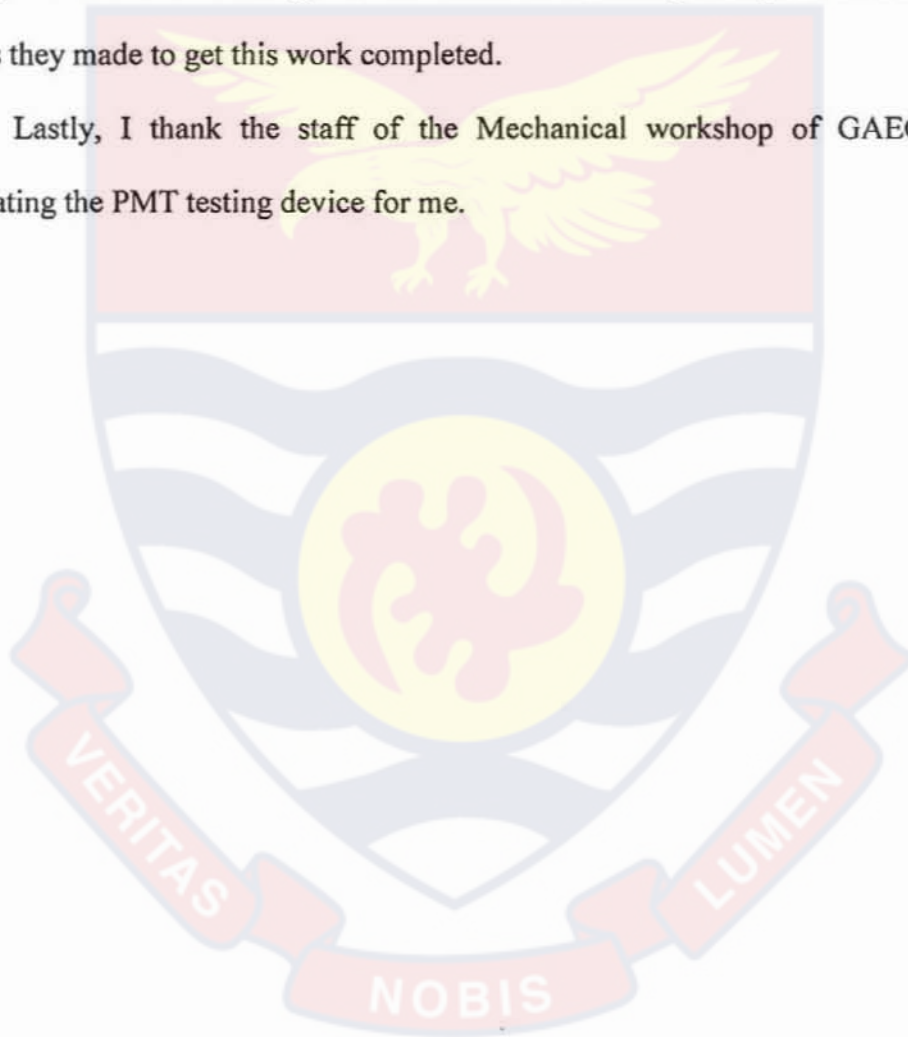 they made to get this work completed.
Lastly, I thank the staff of the Mechanical workshop of
the PMT testing device for me.
VERITAS
NOBIS
LUMEN